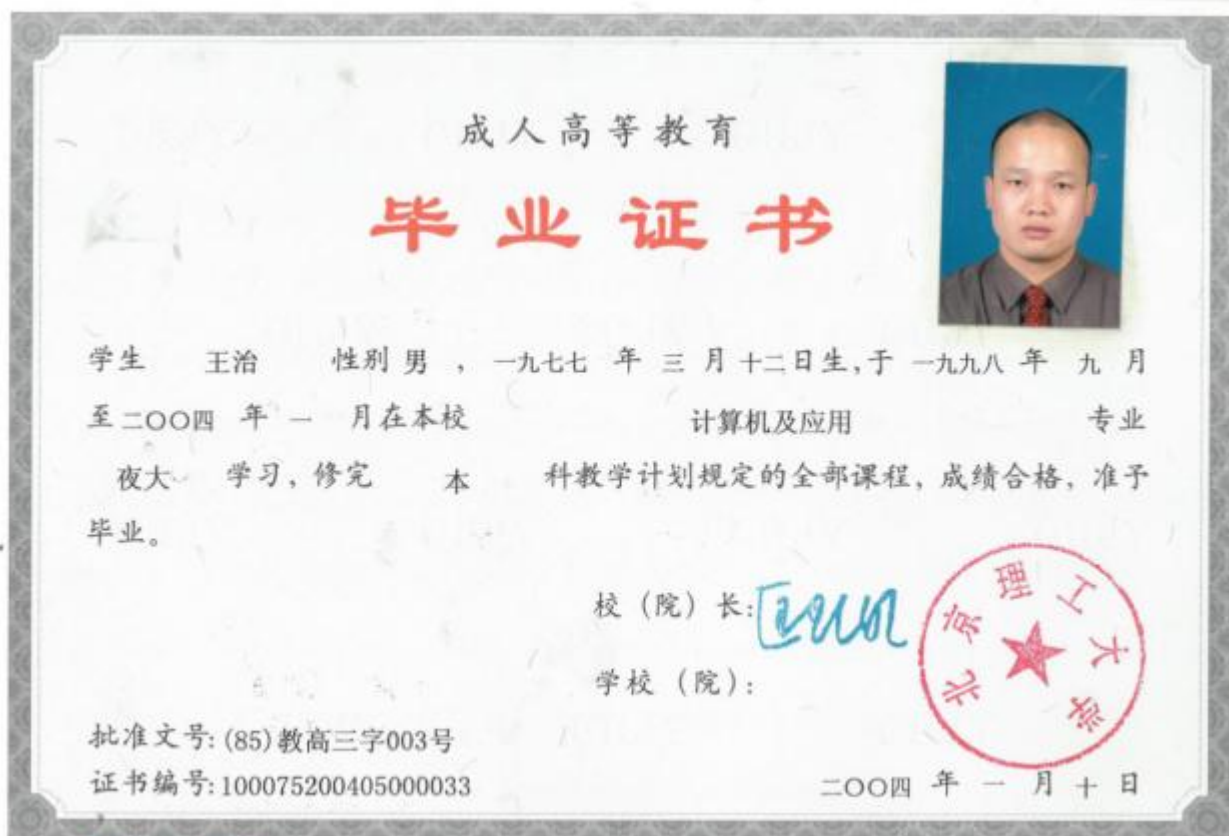 成人高等教育
毕业证书
学生 王治 性别 男 , 一九七七 年 三 月 十二日生,于 一九九八 年 九 月
至二〇〇四 年 一 月在本校 计算机及应用 专业
夜大 学习, 修完 本 科教学计划规定的全部课程, 成绩合格, 准予
毕业。
校（院）长:
北京理工大学
学校（院）:
批准文号: (85)教高三字003号
证书编号:100075200405000033
二〇〇四 年 一 月 十 日